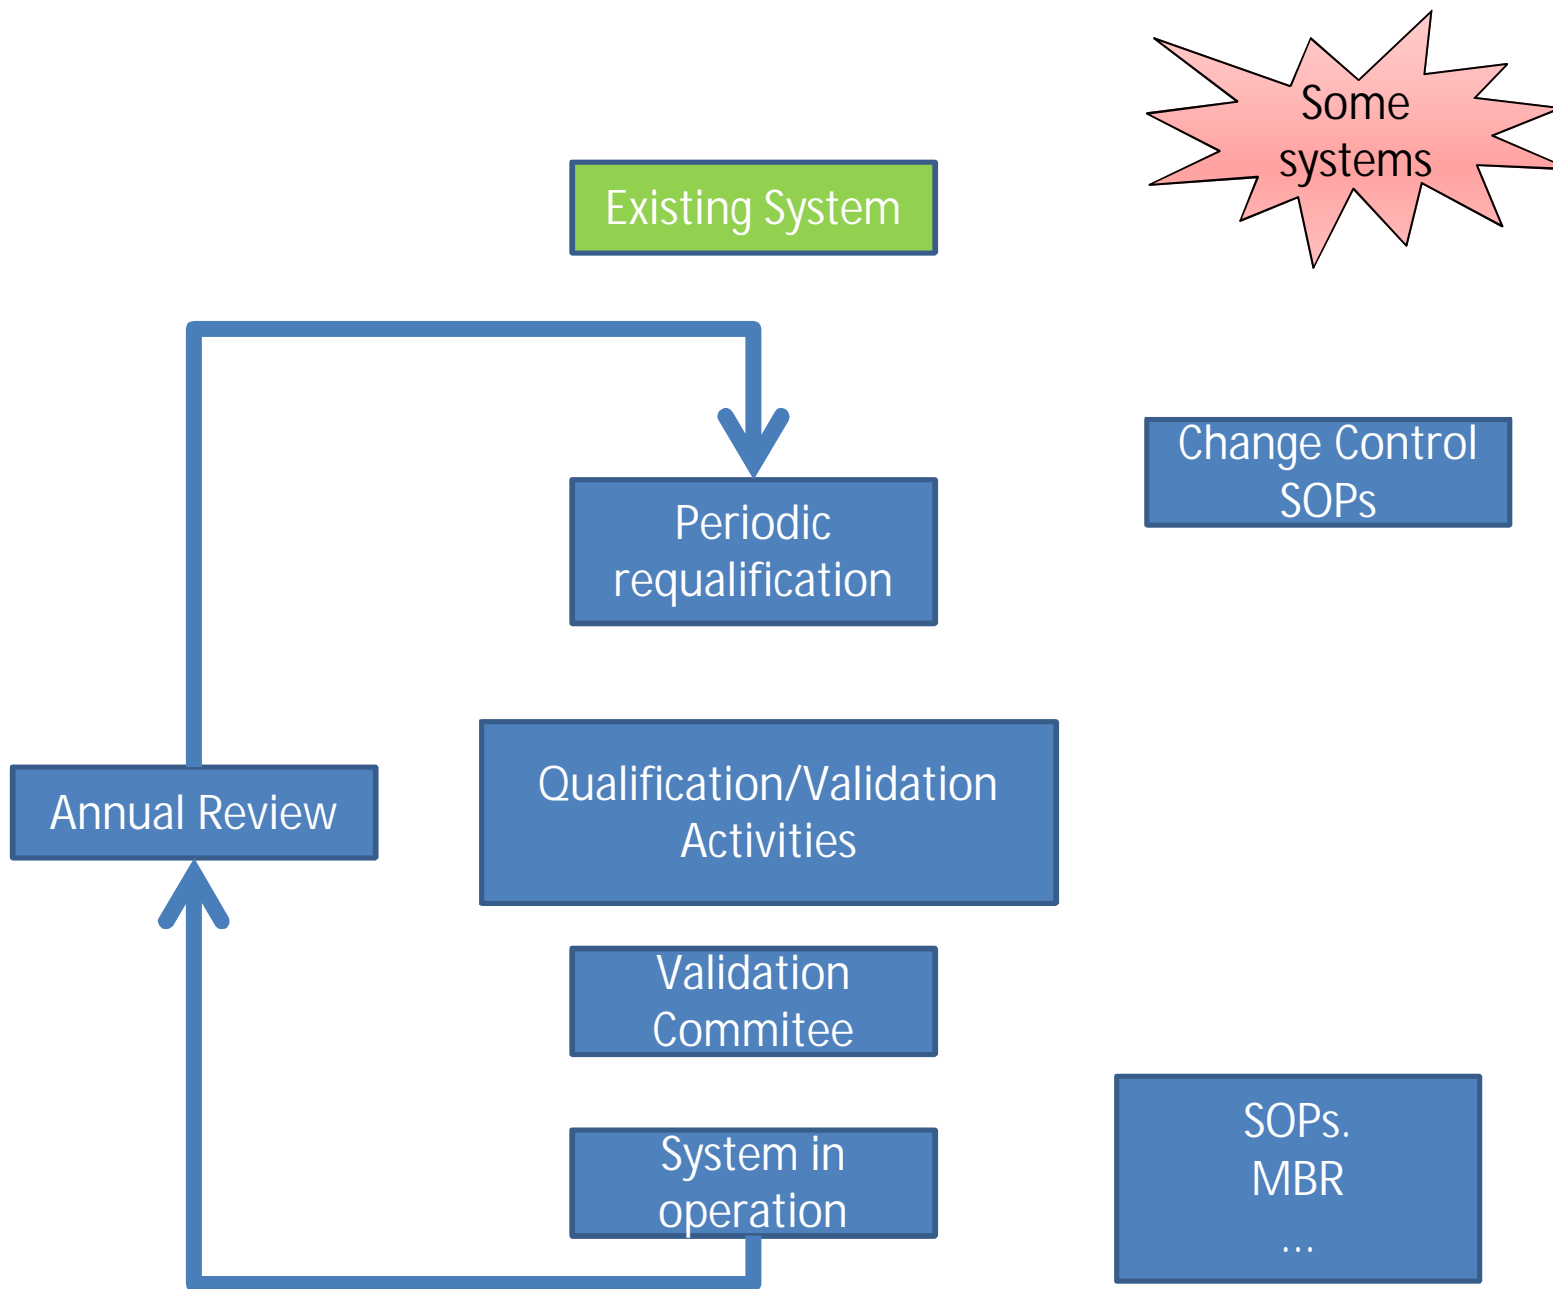 Some
systems
Existing System
Change Control
SOPs
Periodic
requalification
Annual Review
Qualification/Validation
Activities
Validation
Commitee
System in
operation
SOPs.
MBR
...